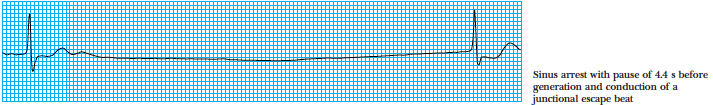 Sinus arrest with pause of 4.4 s before
generation and conduction of a
junctional escape beat